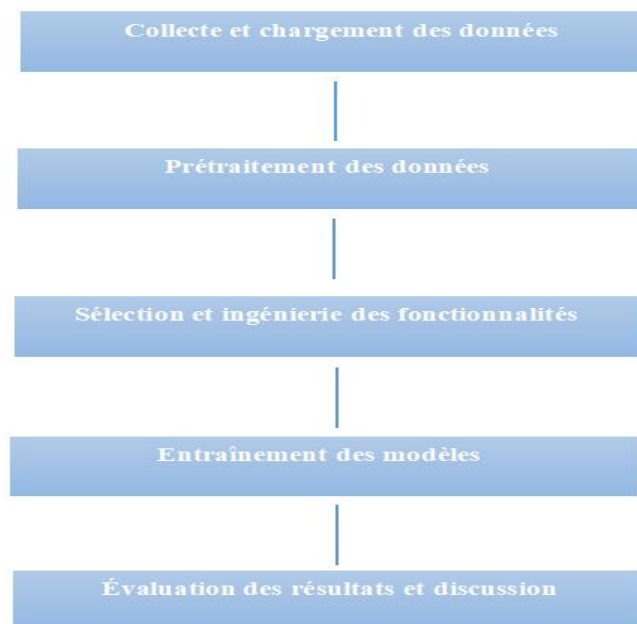 Collecte et chargement des données
Prétraitement des données
Sélection et ingénierie des fonctionnalités
Entraînement des modèles
Évaluation des résultats et discussion